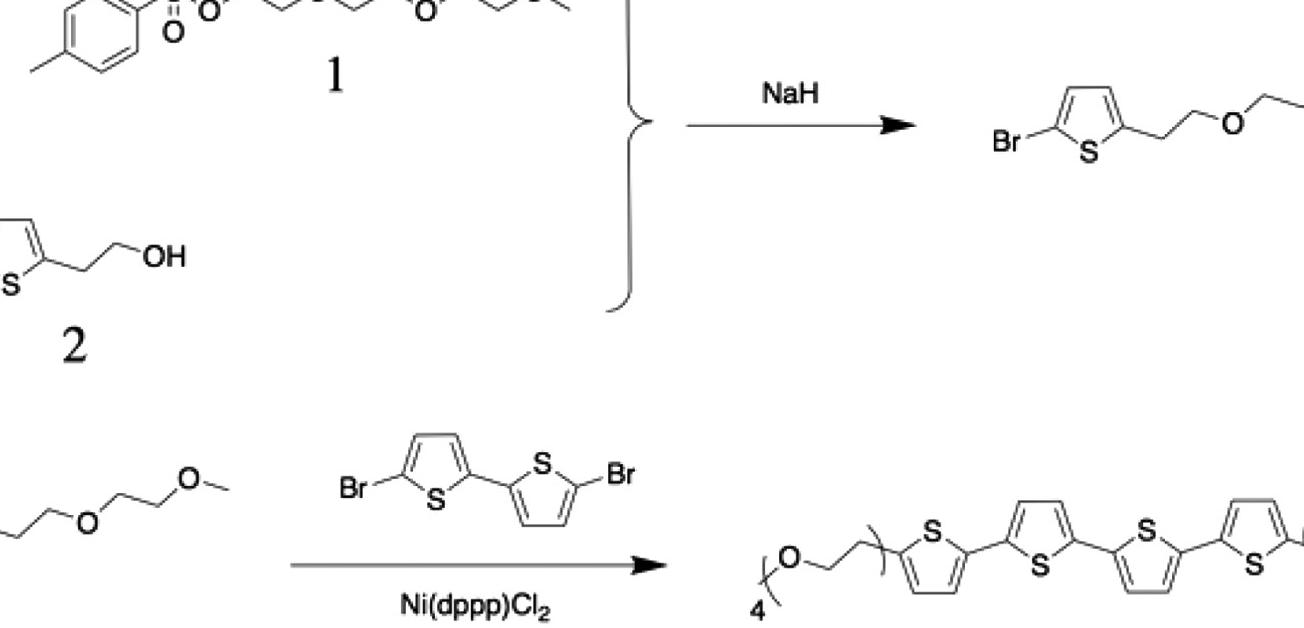 O O O
1
NaH
Br S O
S OH
2
O O
Br S S Br
Ni(dppp)Cl2
4 O S S S S